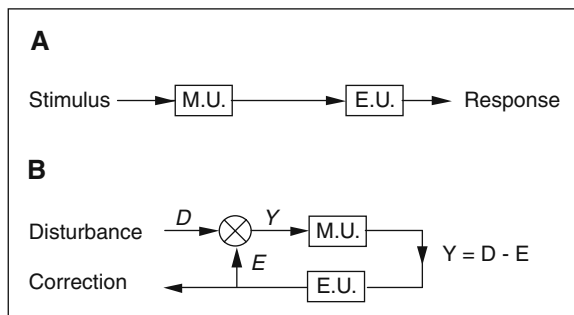 A
Stimulus M.U. E.U. Response
B
Disturbance D Y M.U.
E Y = D - E
Correction E.U.